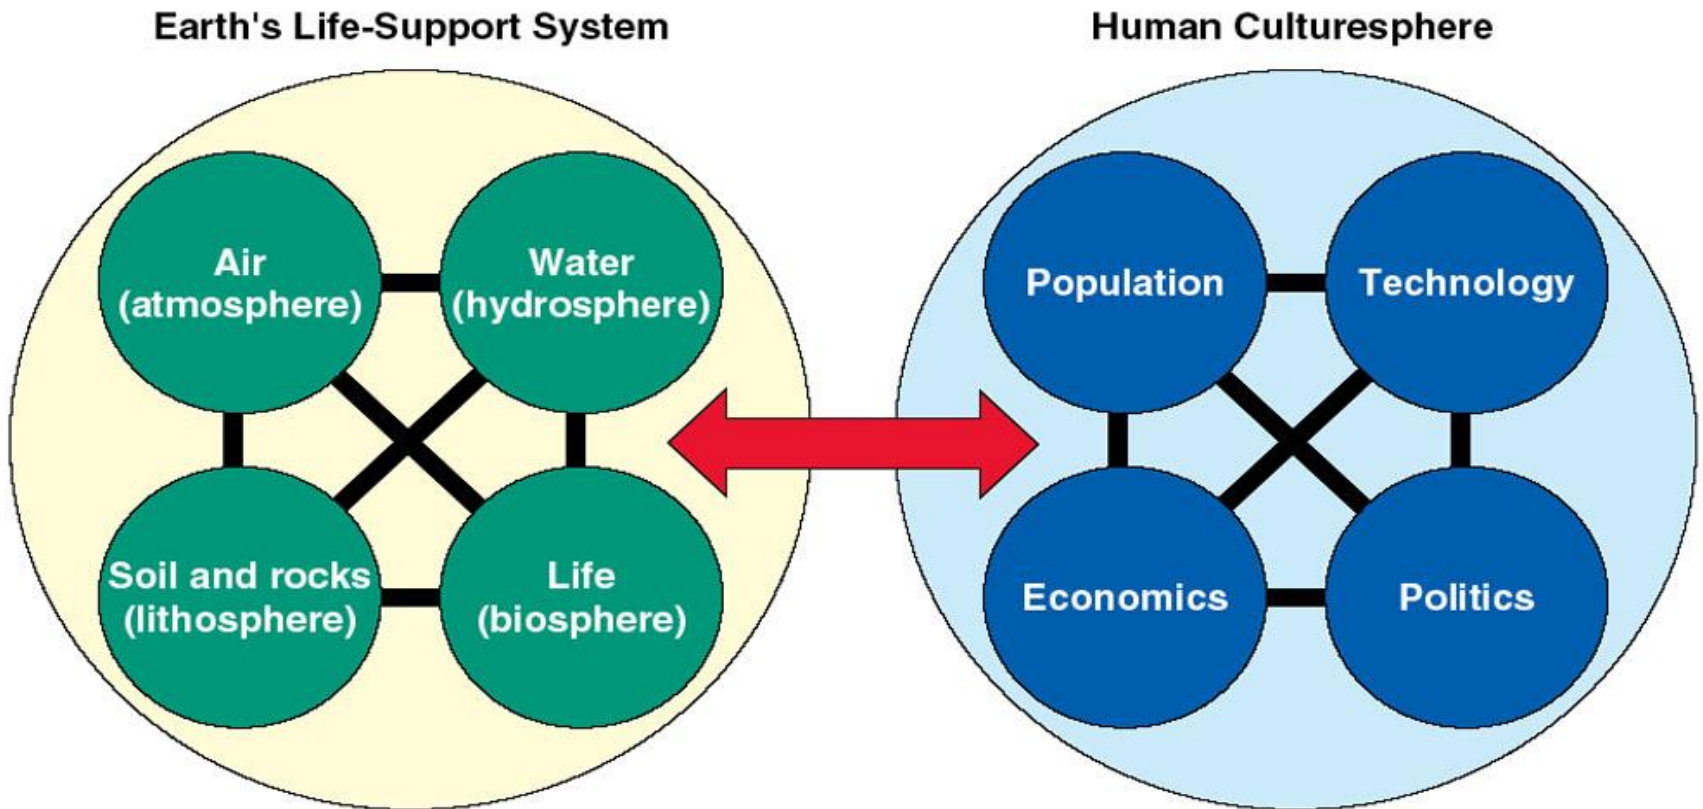 Earth's Life-Support System
Human Culturesphere
Air
(atmosphere)
Water
(hydrosphere)
Soil and rocks
(lithosphere)
Life
(biosphere)
Population
Technology
Economics
Politics